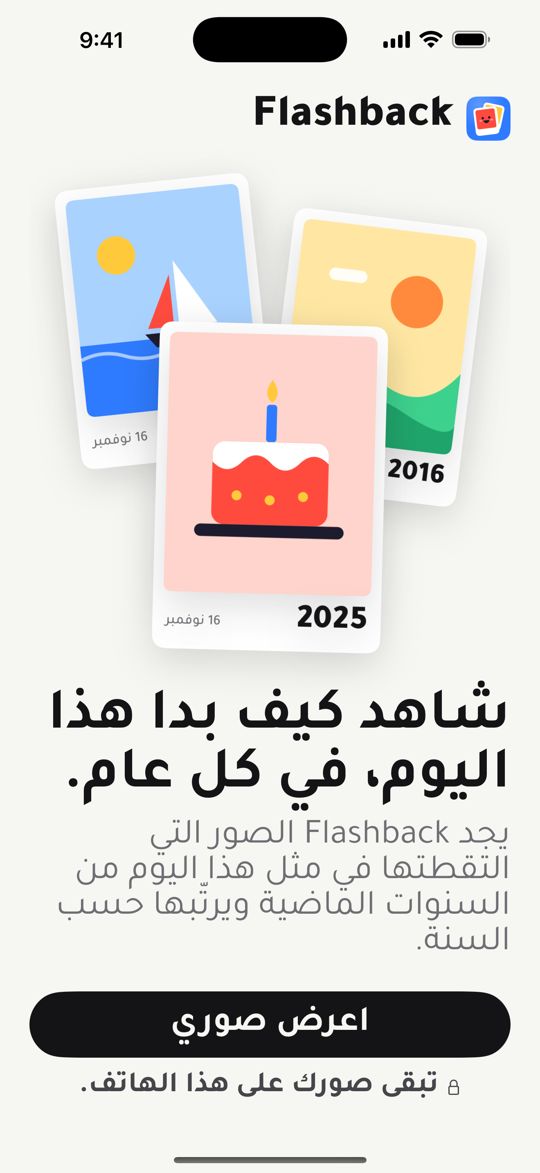 9:41
Flashback
16 نوفمبر
2016
2025
16 نوفمبر
شاهد كيف بدا هذا
اليوم، في كل عام.
يجد Flashback الصور التي
التقطتها في مثل هذا اليوم من
السنوات الماضية ويرتّبها حسب
السنة.
اعرض صوري
تبقى صورك على هذا الهاتف.